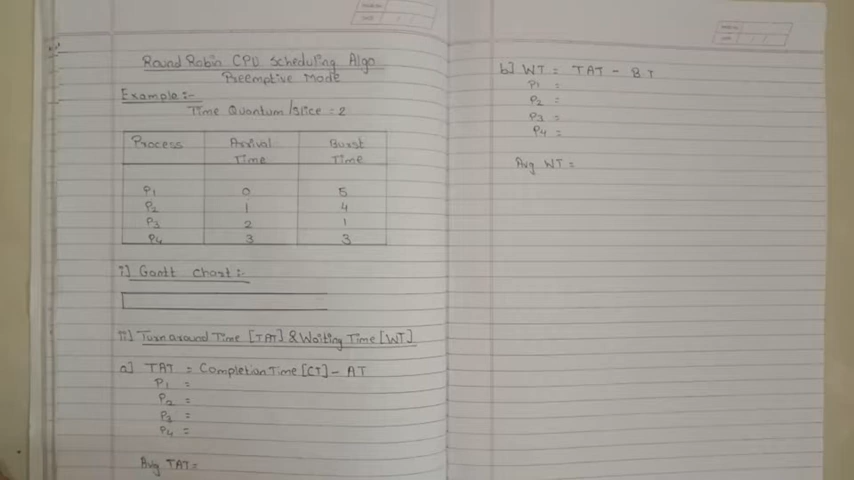 Round Robin CPU Scheduling Algo
Preemptive Mode
Example :-
Time Quantum/Slice = 2
Process Arrival Time Burst Time
P1 0 5
P2 1 4
P3 2 1
P4 3 3
i] Gantt Chart :-
ii] Turnaround Time [TAT] & Waiting Time [WT]
a] TAT = Completion Time [CT] - AT
P1 =
P2 =
P3 =
P4 =
Avg TAT =
b] WT = TAT - BT
P1 =
P2 =
P3 =
P4 =
Avg WT =